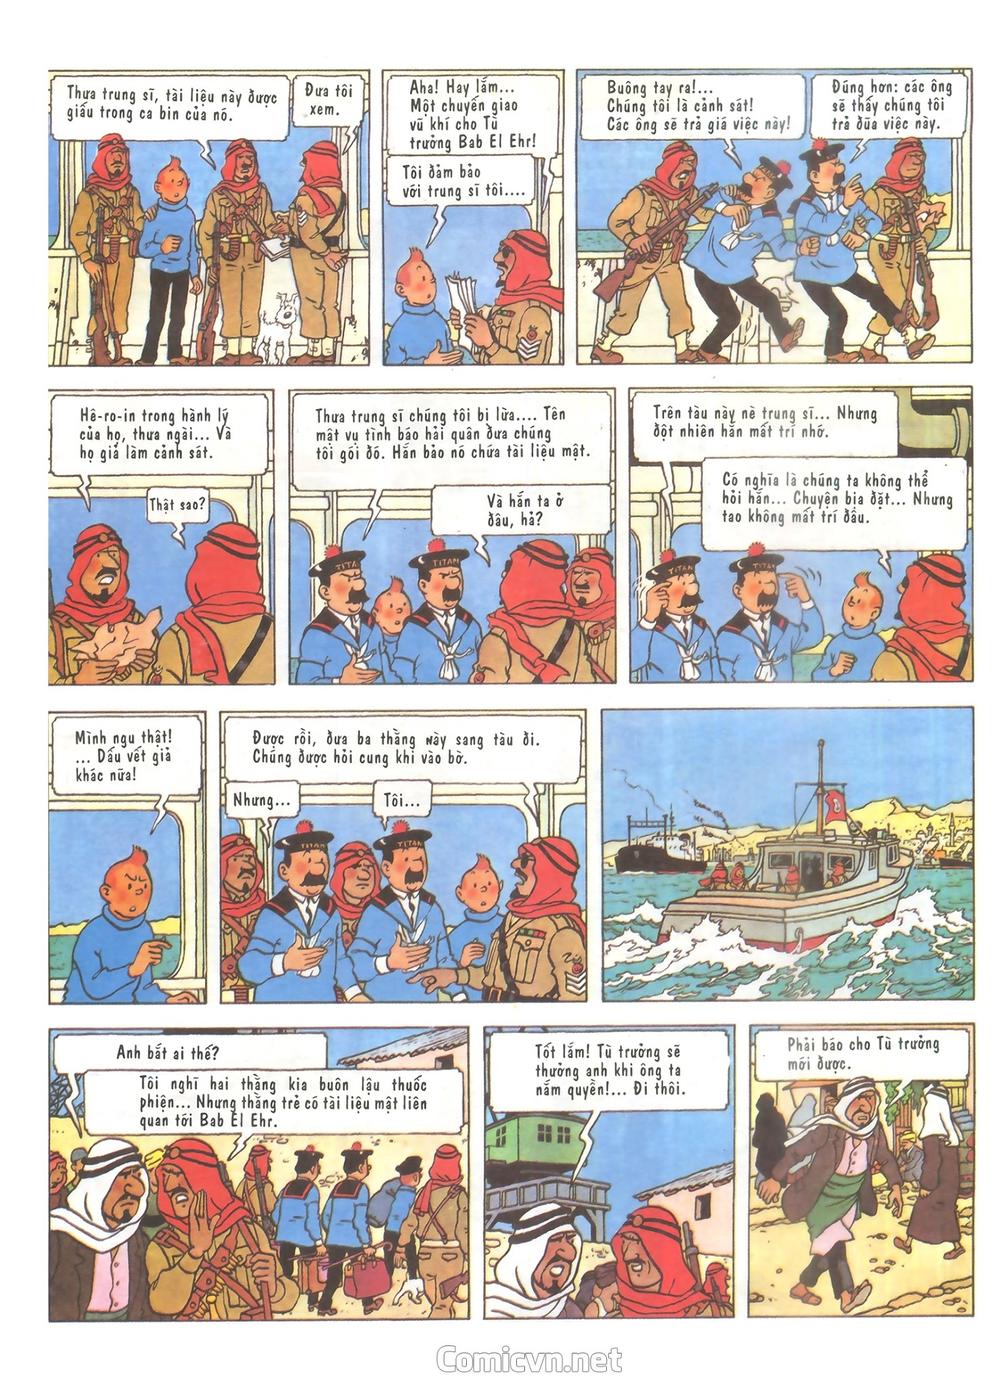 Thưa trung sĩ, tài liệu này được
giấu trong ca bin của nó.
Đưa tôi
xem.
Aha! Hay lắm...
Một chuyến giao
vũ khí cho Tù
trưởng Bab El Ehr!
Tôi đảm bảo
với trung sĩ tôi....
Buông tay ra!...
Chúng tôi là cảnh sát!
Các ông sẽ trả giá việc này!
Đúng hơn: các ông
sẽ thấy chúng tôi
trả đũa việc này.
Hê-ro-in trong hành lý
của họ, thưa ngài... Và
họ giả làm cảnh sát.
Thật sao?
Thưa trung sĩ chúng tôi bị lừa.... Tên
mật vụ tình báo hải quân đưa chúng
tôi gói đó. Hắn bảo nó chứa tài liệu mật.
Và hắn ta ở
đâu, hả?
TITAN
TITAN
Trên tàu này nè trung sĩ... Nhưng
đột nhiên hắn mất trí nhớ.
Có nghĩa là chúng ta không thể
hỏi hắn... Chuyện bịa đặt... Nhưng
tao không mất trí đâu.
TITAN
TITAN
Mình ngu thật!
... Dấu vết giả
khác nữa!
Được rồi, đưa ba thằng này sang tàu đi.
Chúng được hỏi cung khi vào bờ.
Nhưng...
Tôi...
TITAN
TITAN
Anh bắt ai thế?
Tôi nghĩ hai thằng kia buôn lậu thuốc
phiện... Nhưng thằng trẻ có tài liệu mật liên
quan tới Bab El Ehr.
Tốt lắm! Tù trưởng sẽ
thưởng anh khi ông ta
nắm quyền!... Đi thôi.
Phải báo cho Tù trưởng
mới được.
Comicvn.net